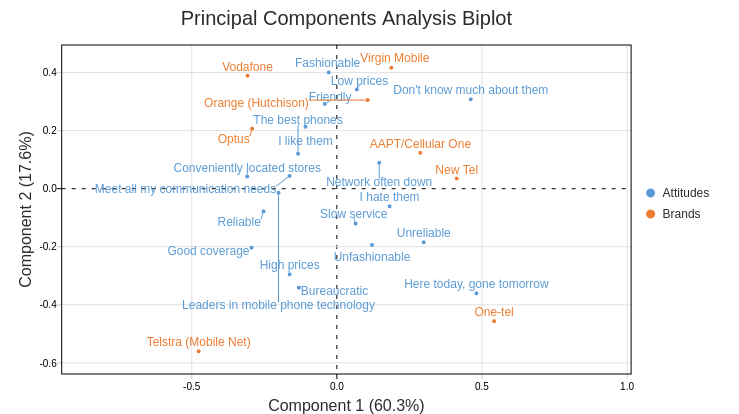 Principal Components Analysis Biplot
Component 2 (17.6%)
0.4
0.2
0.0
-0.2
-0.4
-0.6
Fashionable
Virgin Mobile
Vodafone
Low prices
Don't know much about them
Friendly
Orange (Hutchison)
The best phones
Optus
I like them
AAPT/Cellular One
Conveniently located stores
New Tel
Network often down
Meet all my communication needs
I hate them
Slow service
Reliable
Unreliable
Good coverage
Unfashionable
High prices
Here today, gone tomorrow
Bureaucratic
Leaders in mobile phone technology
One-tel
Telstra (Mobile Net)
-0.5
0.0
0.5
1.0
Component 1 (60.3%)
Attitudes
Brands